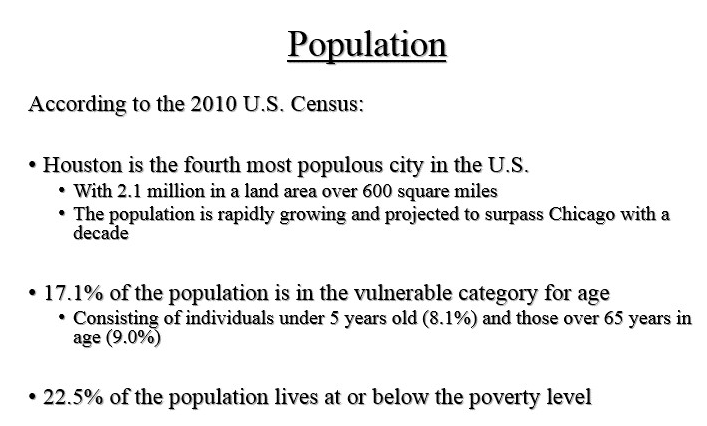 Population
According to the 2010 U.S. Census:
• Houston is the fourth most populous city in the U.S.
• With 2.1 million in a land area over 600 square miles
• The population is rapidly growing and projected to surpass Chicago with a
decade
• 17.1% of the population is in the vulnerable category for age
• Consisting of individuals under 5 years old (8.1%) and those over 65 years in
age (9.0%)
• 22.5% of the population lives at or below the poverty level